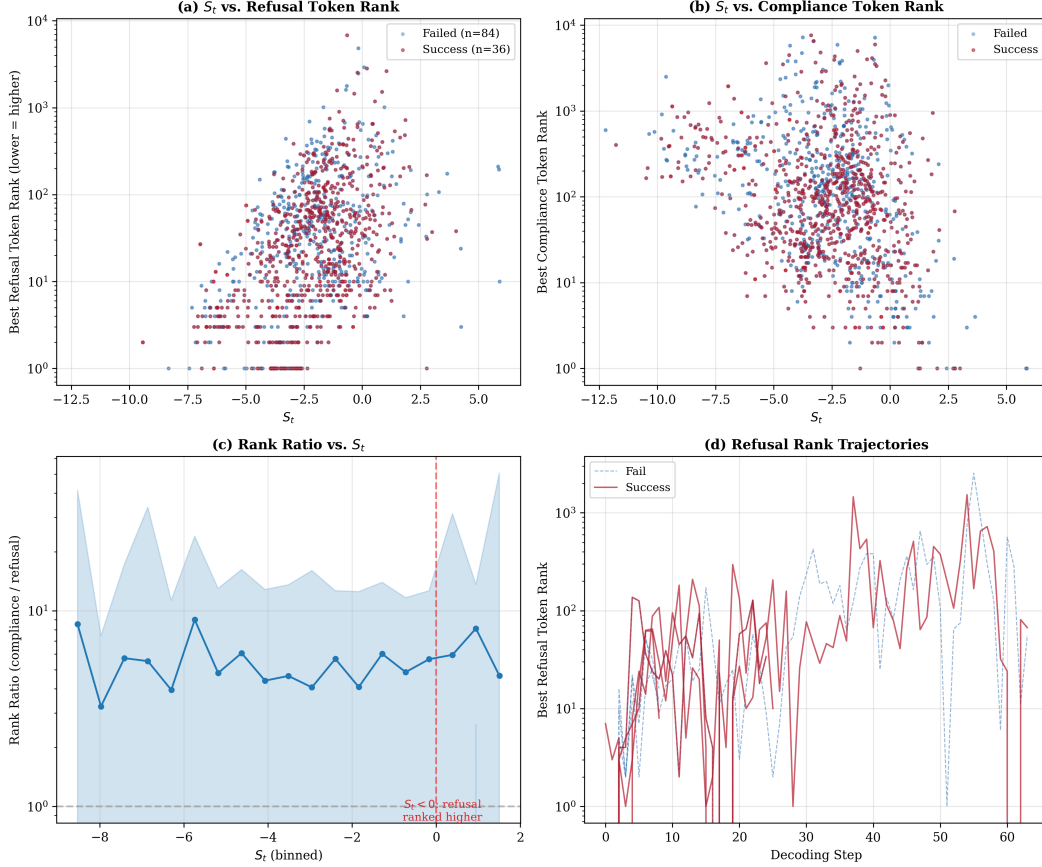 (a) S_t vs. Refusal Token Rank
Best Refusal Token Rank (lower = higher)
10^4
10^3
10^2
10^1
10^0
Failed (n=84)
Success (n=36)
−12.5 −10.0 −7.5 −5.0 −2.5 0.0 2.5 5.0
S_t
(b) S_t vs. Compliance Token Rank
Best Compliance Token Rank
10^4
10^3
10^2
10^1
10^0
Failed
Success
−12.5 −10.0 −7.5 −5.0 −2.5 0.0 2.5 5.0
S_t
(c) Rank Ratio vs. S_t
Rank Ratio (compliance / refusal)
10^1
10^0
S_t < 0: refusal
ranked higher
−8 −6 −4 −2 0 2
S_t (binned)
(d) Refusal Rank Trajectories
Best Refusal Token Rank
10^3
10^2
10^1
10^0
Fail
Success
0 10 20 30 40 50 60
Decoding Step